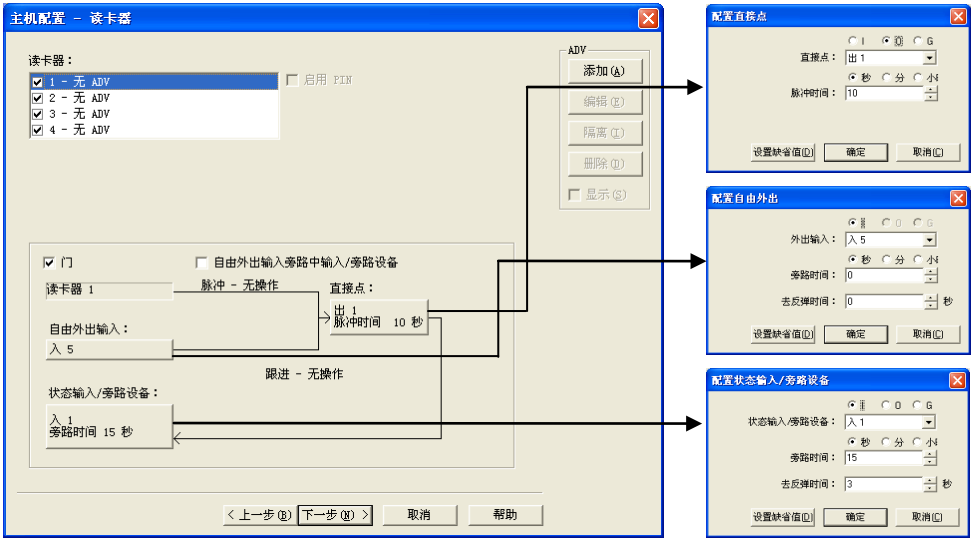 主机配置 - 读卡器
读卡器：
1 - 无 ADV
2 - 无 ADV
3 - 无 ADV
4 - 无 ADV
启用 PIN
ADV
添加(A)
编辑(E)
隔离(I)
删除(D)
显示(S)
门
自由外出输入旁路中输入/旁路设备
读卡器 1
脉冲 - 无操作
直接点：
出 1
脉冲时间 10 秒
自由外出输入：
入 5
跟进 - 无操作
状态输入/旁路设备：
入 1
旁路时间 15 秒
< 上一步(B)
下一步(N) >
取消
帮助
配置直接点
I O G
直接点： 出 1
秒 分 小
脉冲时间： 10
设置缺省值(D) 确定 取消(C)
配置自由外出
I O G
外出输入： 入 5
秒 分 小
旁路时间： 0
去反弹时间： 0 秒
设置缺省值(D) 确定 取消(C)
配置状态输入/旁路设备
I O G
状态输入/旁路设备： 入 1
秒 分 小
旁路时间： 15
去反弹时间： 3 秒
设置缺省值(D) 确定 取消(C)